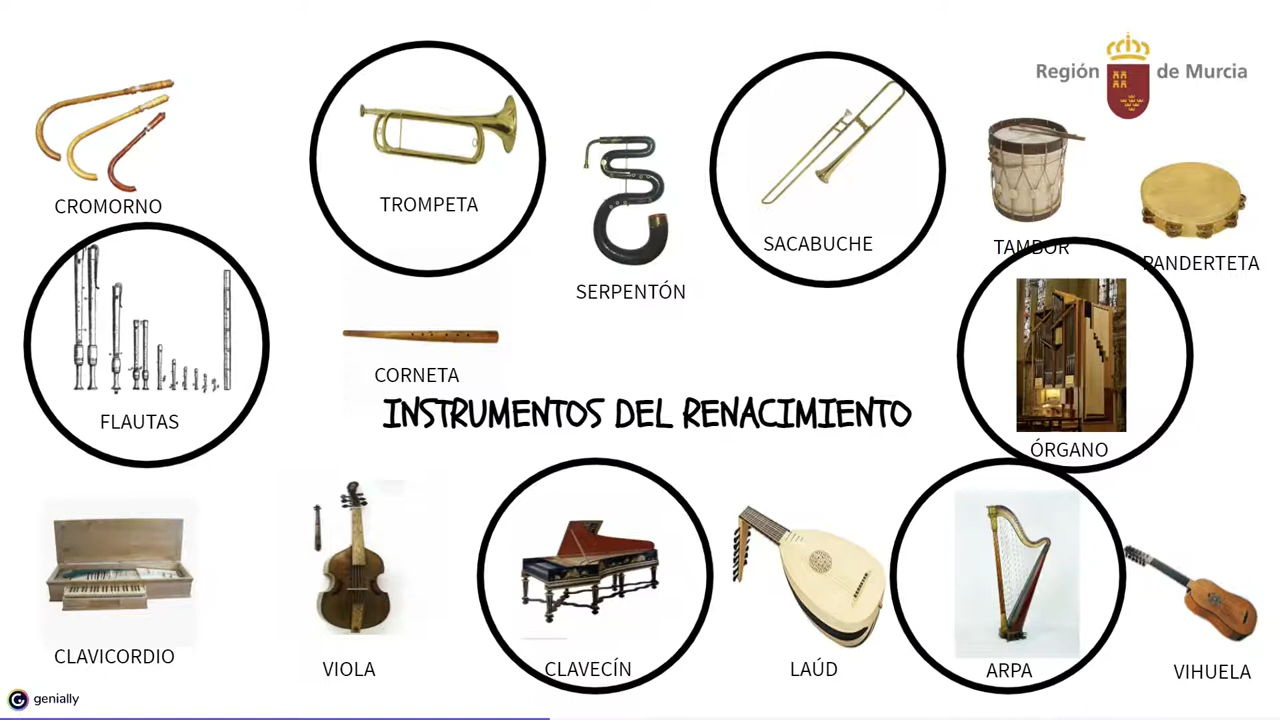 Región de Murcia
CROMORNO
TROMPETA
SERPENTÓN
SACABUCHE
TAMBOR
PANDERTETA
FLAUTAS
CORNETA
ÓRGANO
INSTRUMENTOS DEL RENACIMIENTO
CLAVICORDIO
VIOLA
CLAVECÍN
LAÚD
ARPA
VIHUELA
genially